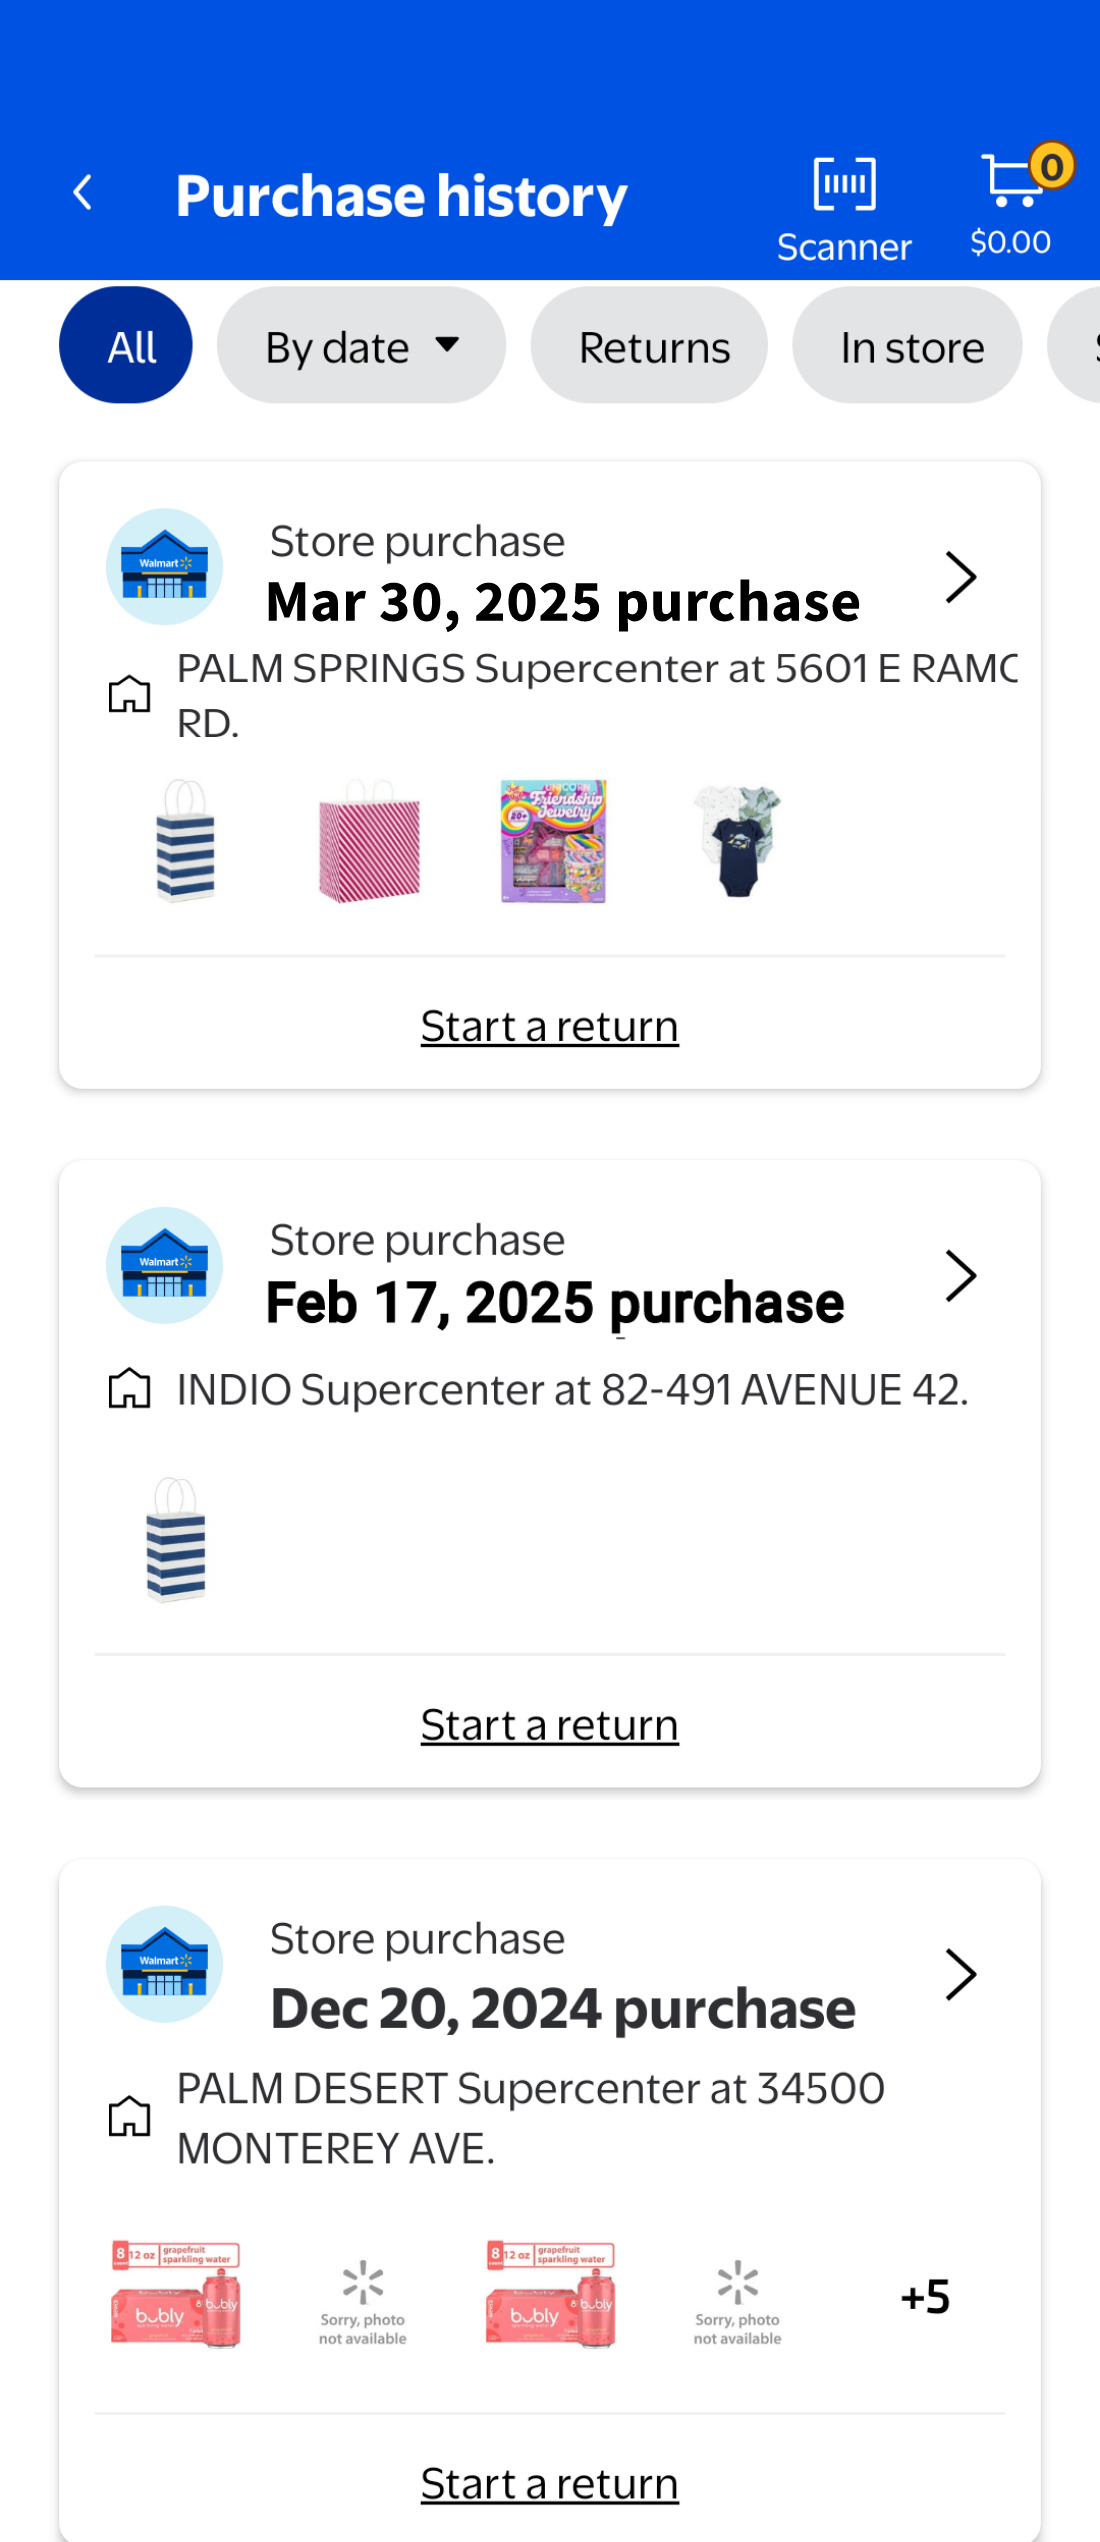 Purchase history
Scanner
0
$0.00
All
By date
Returns
In store
Walmart
Store purchase
Mar 30, 2025 purchase
PALM SPRINGS Supercenter at 5601 E
RD.
UNICORN
Friendship
Jewelry
20+
Start a return
Walmart
Store purchase
Feb 17, 2025 purchase
INDIO Supercenter at 82-491 AVENUE 42.
Start a return
Walmart
Store purchase
Dec 20, 2024 purchase
PALM DESERT Supercenter at 34500
MONTEREY AVE.
8 12 oz grapefruit
sparkling water
bubly
bubly
Sorry, photo
not available
8 12 oz grapefruit
sparkling water
bubly
bubly
Sorry, photo
not available
+5
Start a return